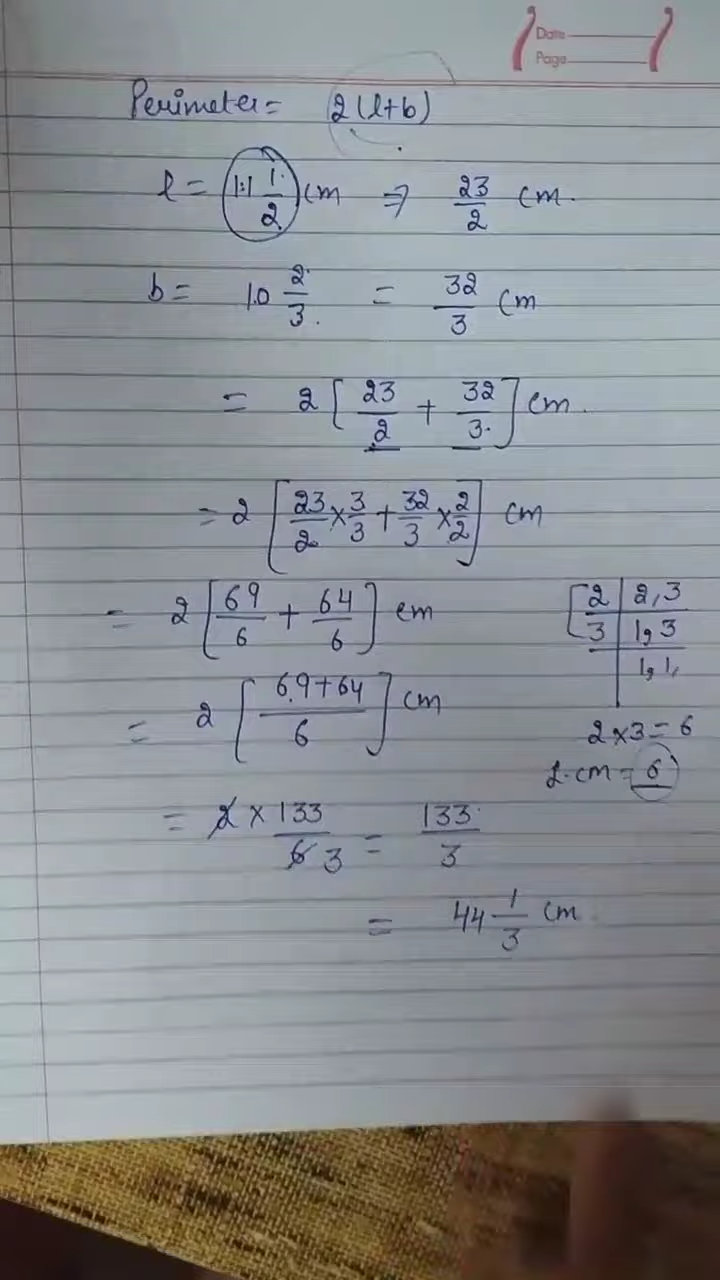 Date
Page
Perimeter = 2(l+b)
l = 11 1/2 cm ⇒ 23/2 cm.
b = 10 2/3 = 32/3 cm
= 2 [23/2 + 32/3] cm.
= 2 [23/2 × 3/3 + 32/3 × 2/2] cm
= 2 [69/6 + 64/6] cm
2 | 2,3
3 | 1,3
| 1,1,
= 2 [69+64/6] cm
2×3=6
L.cm = 6
= 2 × 133/6 3 = 133/3
= 44 1/3 cm